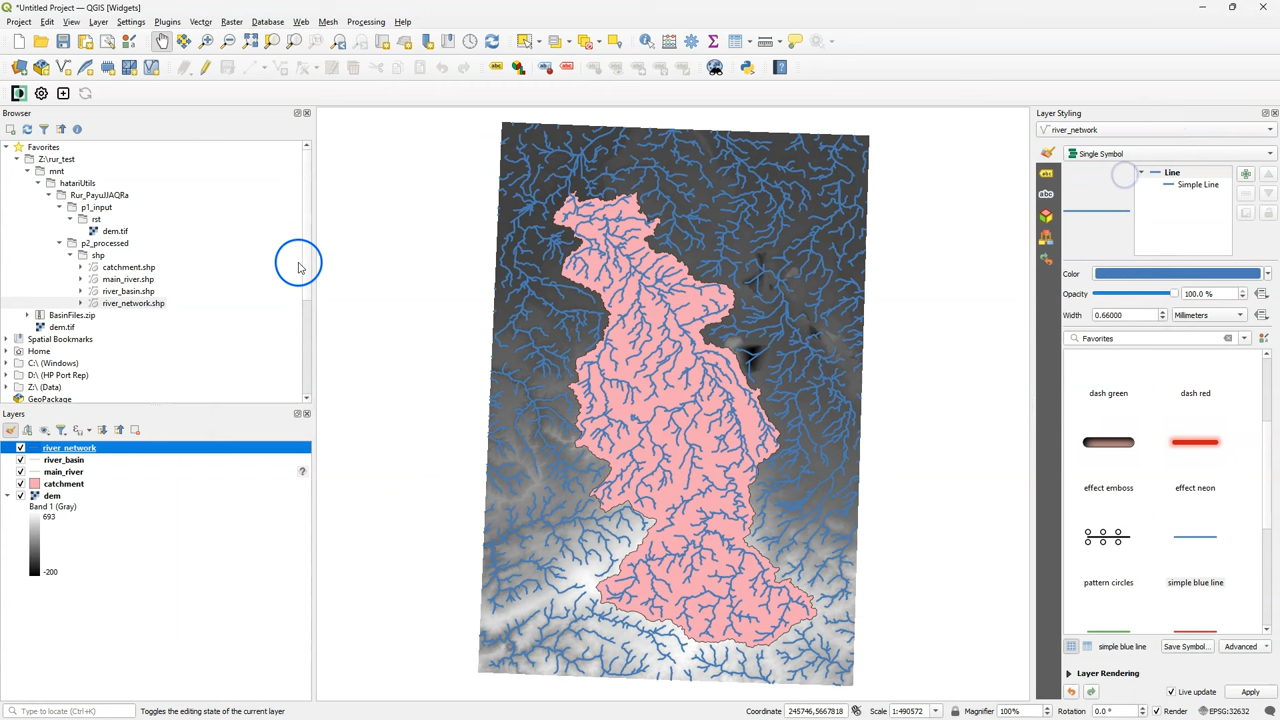 *Untitled Project — QGIS [Widgets]
Project Edit View Layer Settings Plugins Vector Raster Database Web Mesh Processing Help
Browser
Favorites
Z:\rur_test
mnt
hatariUtils
Rur_PayuJJAQRa
p1_input
rst
dem.tif
p2_processed
shp
catchment.shp
main_river.shp
river_basin.shp
river_network.shp
BasinFiles.zip
dem.tif
Spatial Bookmarks
Home
C:\ (Windows)
D:\ (HP Port Rep)
Z:\ (Data)
GeoPackage
Layers
river_network
river_basin
main_river
?
catchment
dem
Band 1 (Gray)
693
-200
Layer Styling
river_network
Single Symbol
Line
Simple Line
Color
Opacity 100.0 %
Width 0.66000 Millimeters
Favorites
dash green dash red
effect emboss effect neon
pattern circles simple blue line
simple blue line Save Symbol... Advanced
Layer Rendering
Live update Apply
Type to locate (Ctrl+K) Toggles the editing state of the current layer Coordinate 245746,5667818 Scale 1:490572 Magnifier 100% Rotation 0.0 ° Render EPSG:32632